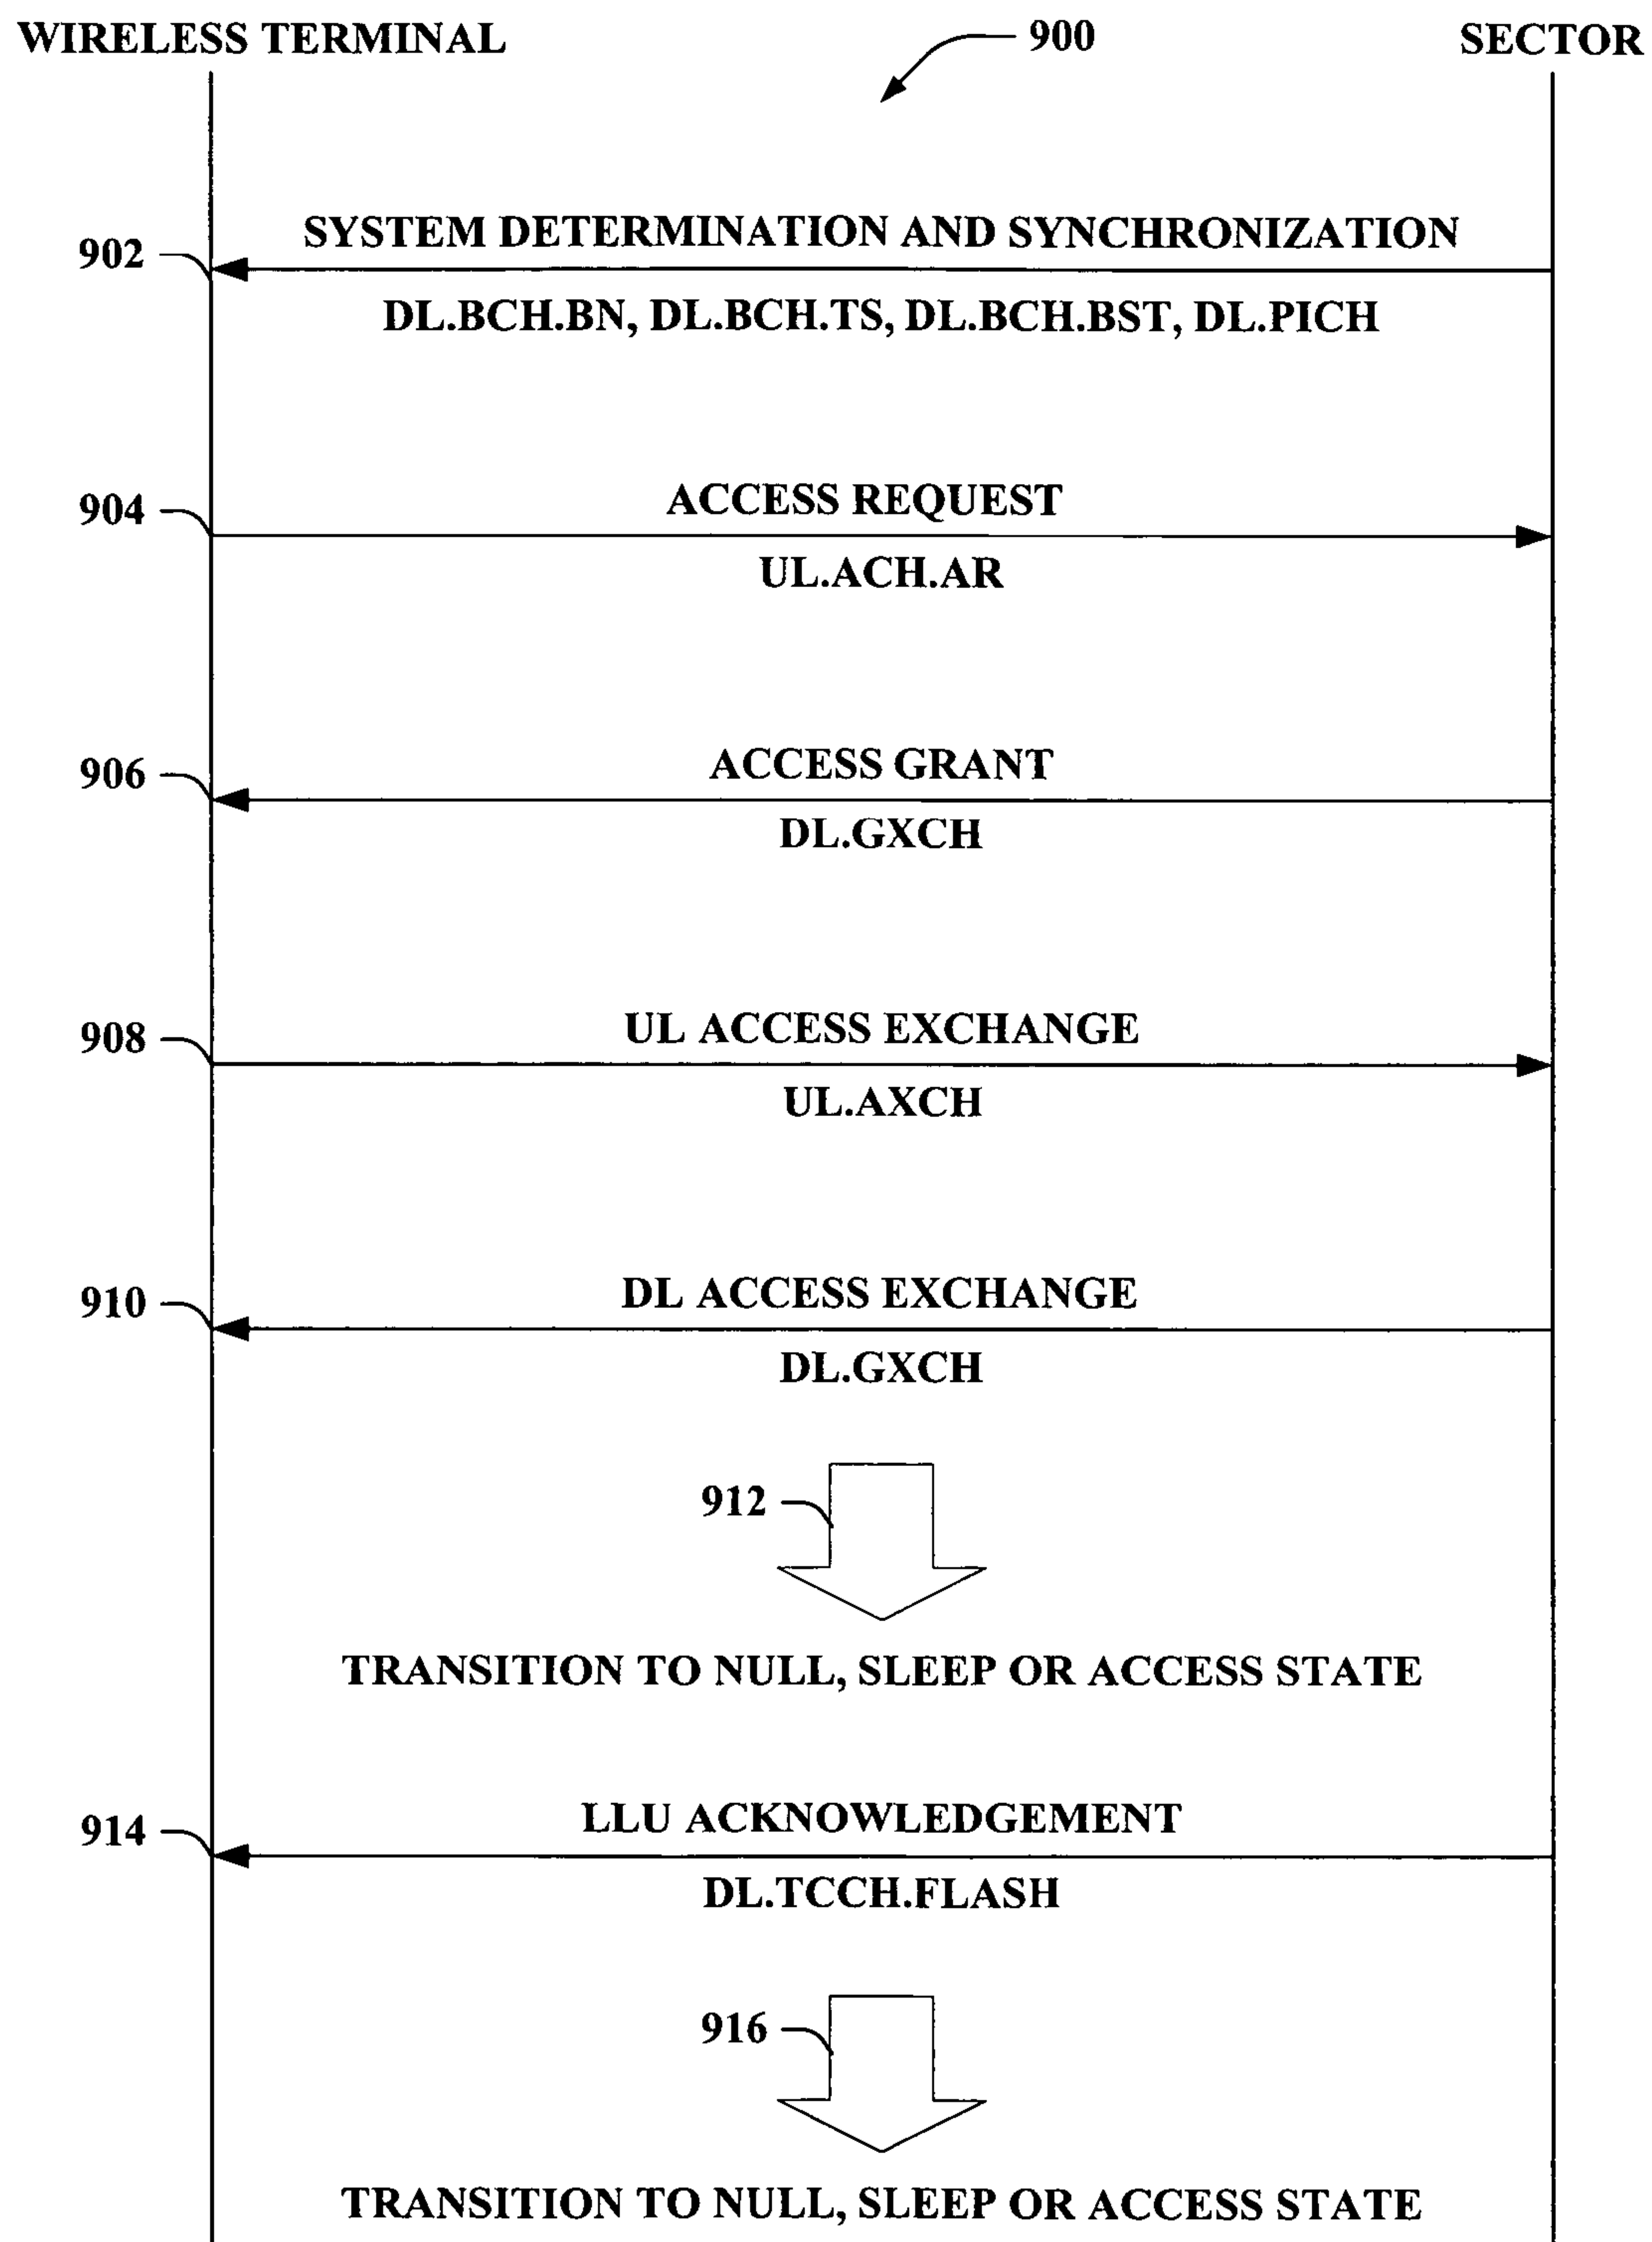 WIRELESS TERMINAL
900
SECTOR
902
SYSTEM DETERMINATION AND SYNCHRONIZATION
DL.BCH.BN, DL.BCH.TS, DL.BCH.BST, DL.PICH
904
ACCESS REQUEST
UL.ACH.AR
906
ACCESS GRANT
DL.GXCH
908
UL ACCESS EXCHANGE
UL.AXCH
910
DL ACCESS EXCHANGE
DL.GXCH
912
TRANSITION TO NULL, SLEEP OR ACCESS STATE
914
LLU ACKNOWLEDGEMENT
DL.TCCH.FLASH
916
TRANSITION TO NULL, SLEEP OR ACCESS STATE